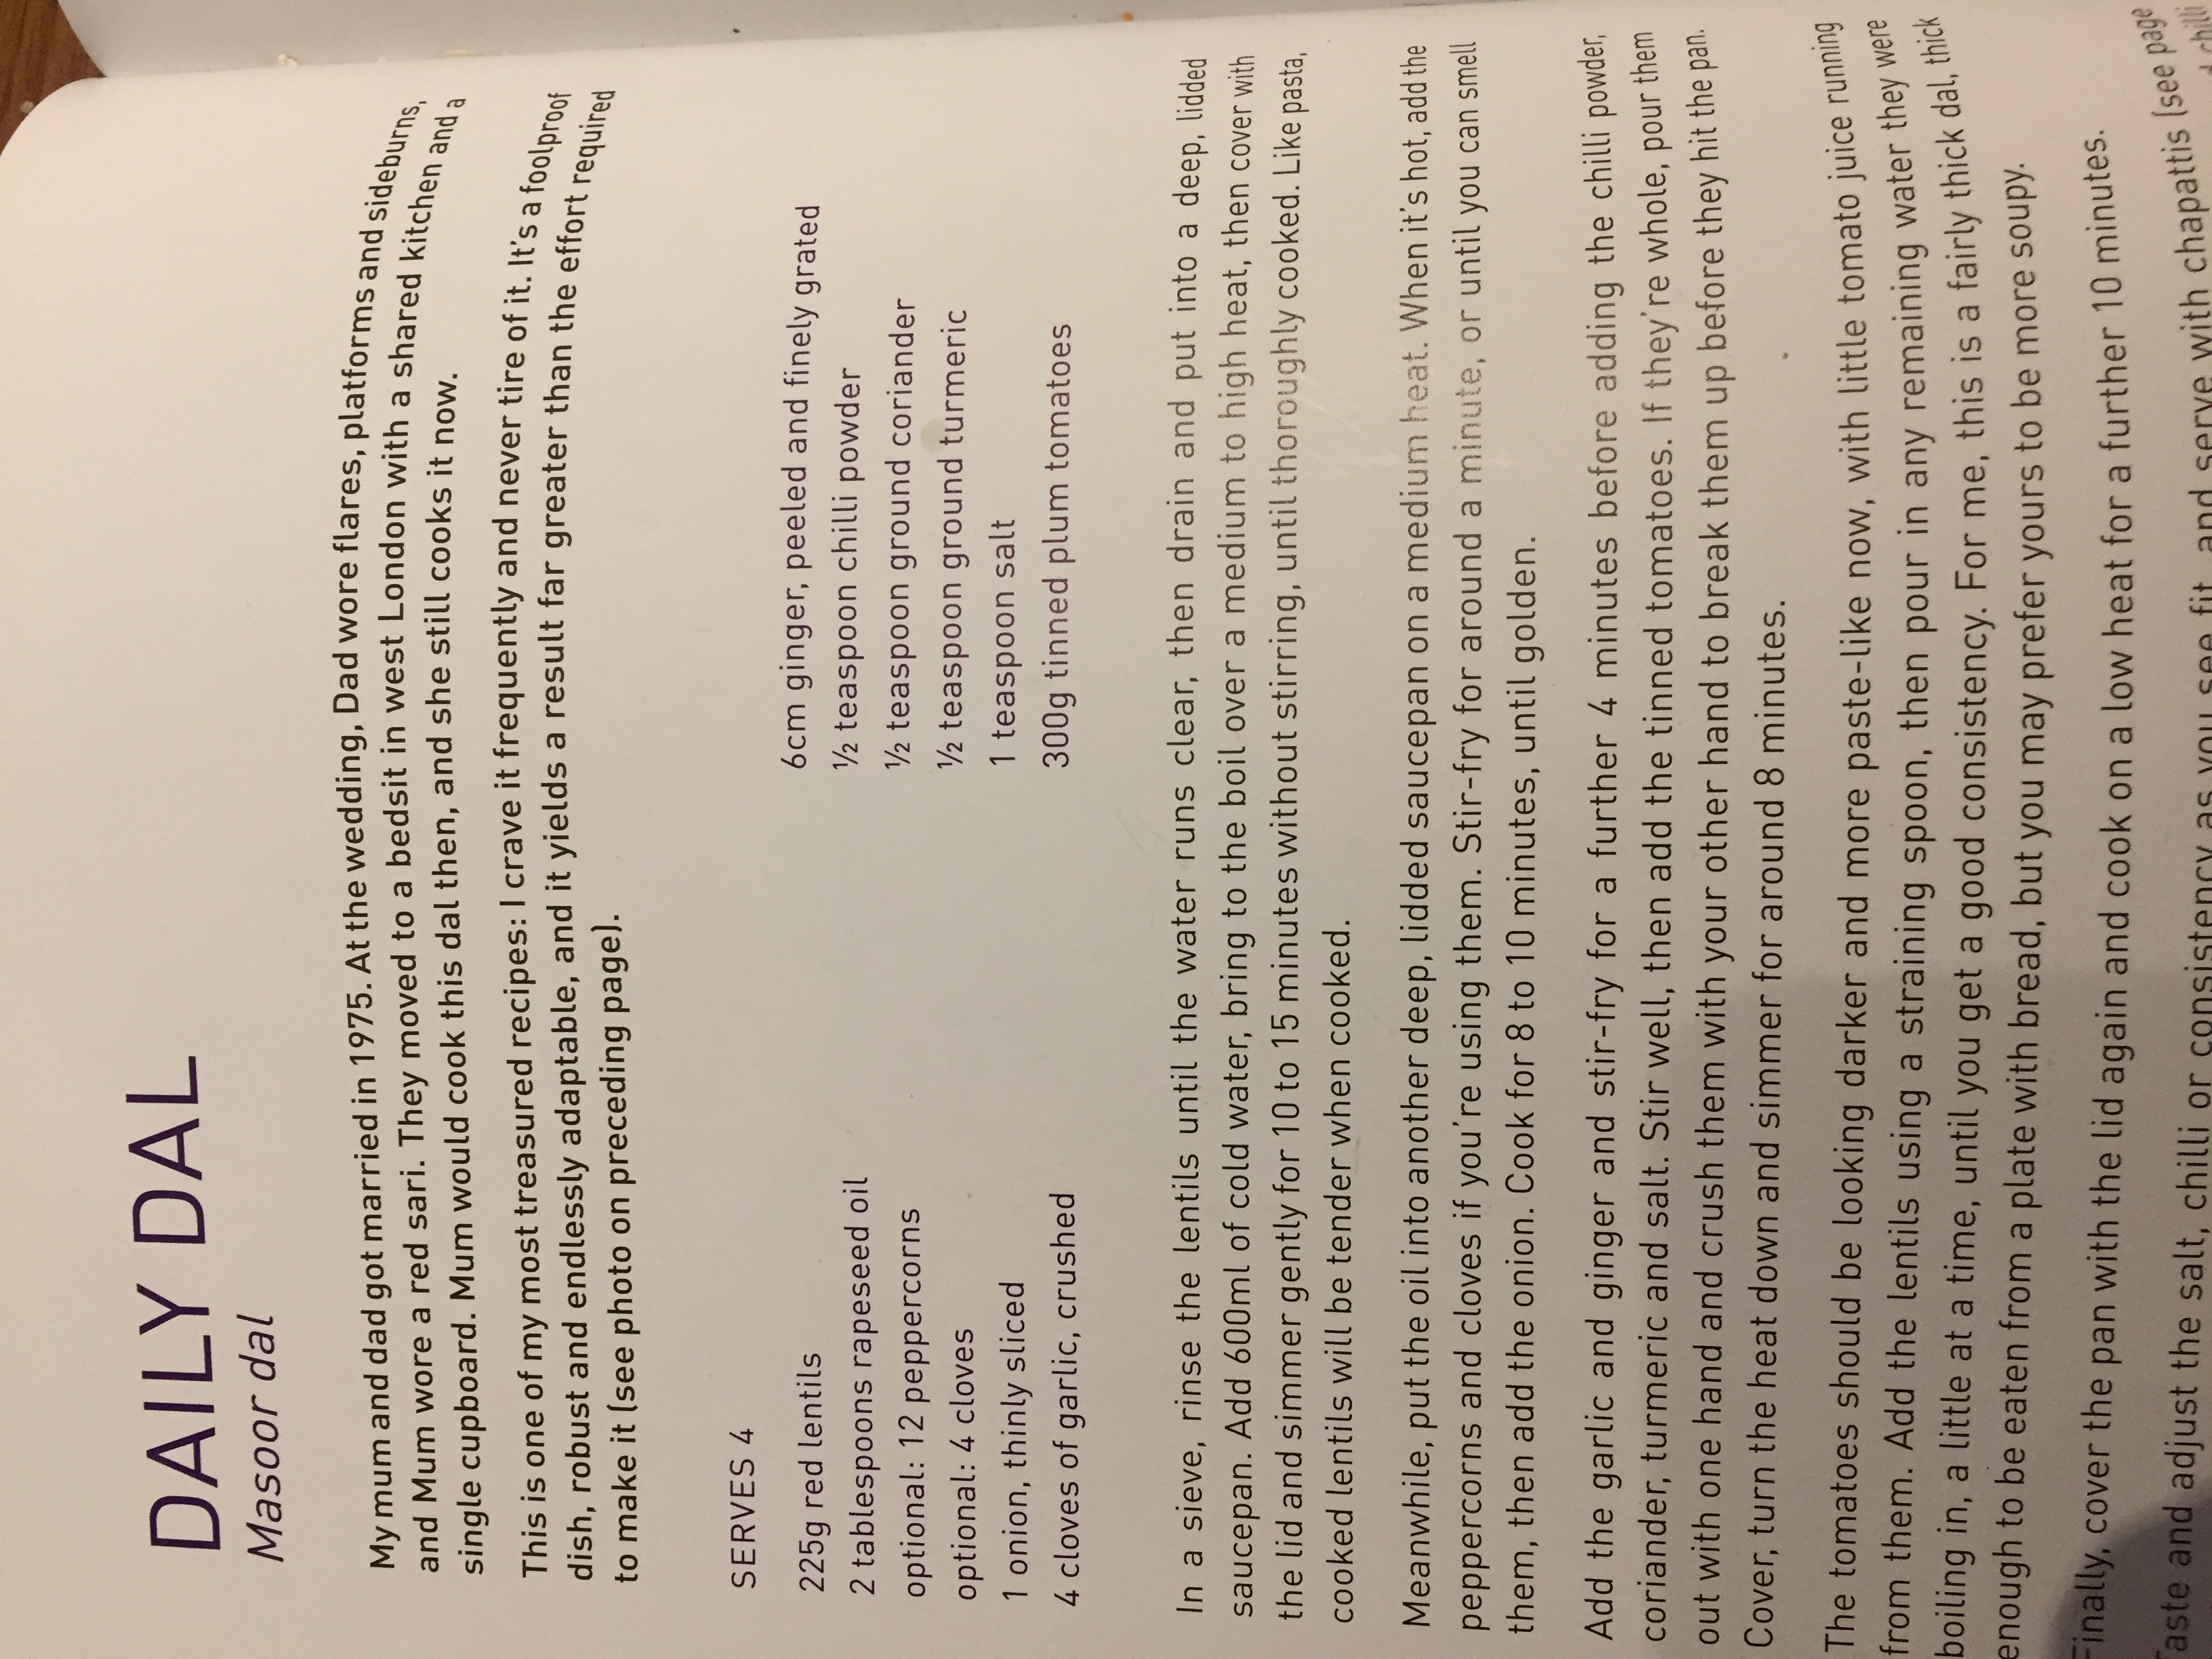 DAILY DAL
Masoor dal
My mum and dad got married in 1975. At the wedding, Dad wore flares, platforms and sideburns,
and Mum wore a red sari. They moved to a bedsit in west London with a shared kitchen and a
single cupboard. Mum would cook this dal then, and she still cooks it now.
This is one of my most treasured recipes: I crave it frequently and never tire of it. It's a foolproof
dish, robust and endlessly adaptable, and it yields a result far greater than the effort required
to make it (see photo on preceding page).
SERVES 4
225g red lentils
2 tablespoons rapeseed oil
optional: 12 peppercorns
optional: 4 cloves
1 onion, thinly sliced
4 cloves of garlic, crushed
6cm ginger, peeled and finely grated
½ teaspoon chilli powder
½ teaspoon ground coriander
½ teaspoon ground turmeric
1 teaspoon salt
300g tinned plum tomatoes
In a sieve, rinse the lentils until the water runs clear, then drain and put into a deep, lidded
saucepan. Add 600ml of cold water, bring to the boil over a medium to high heat, then cover with
the lid and simmer gently for 10 to 15 minutes without stirring, until thoroughly cooked. Like pasta,
cooked lentils will be tender when cooked.
Meanwhile, put the oil into another deep, lidded saucepan on a medium heat. When it's hot, add the
peppercorns and cloves if you're using them. Stir-fry for around a minute, or until you can smell
them, then add the onion. Cook for 8 to 10 minutes, until golden.
Add the garlic and ginger and stir-fry for a further 4 minutes before adding the chilli powder,
coriander, turmeric and salt. Stir well, then add the tinned tomatoes. If they're whole, pour them
out with one hand and crush them with your other hand to break them up before they hit the pan.
Cover, turn the heat down and simmer for around 8 minutes.
The tomatoes should be looking darker and more paste-like now, with little tomato juice running
from them. Add the lentils using a straining spoon, then pour in any remaining water they were
boiling in, a little at a time, until you get a good consistency. For me, this is a fairly thick dal, thick
enough to be eaten from a plate with bread, but you may prefer yours to be more soupy.
Finally, cover the pan with the lid again and cook on a low heat for a further 10 minutes.
Taste and adjust the salt, chilli or consistency as you see fit, and serve with chapattis (see page
chilli